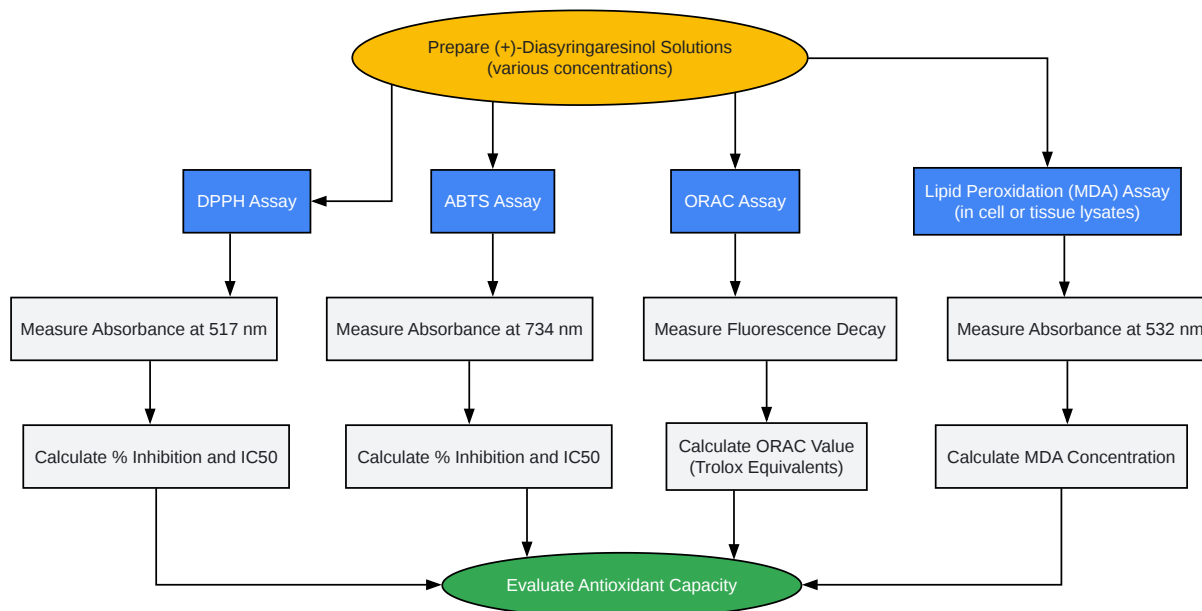 Prepare (+)-Diasyringaresinol Solutions
(various concentrations)
DPPH Assay
ABTS Assay
ORAC Assay
Lipid Peroxidation (MDA) Assay
(in cell or tissue lysates)
Measure Absorbance at 517 nm
Measure Absorbance at 734 nm
Measure Fluorescence Decay
Measure Absorbance at 532 nm
Calculate % Inhibition and IC50
Calculate % Inhibition and IC50
Calculate ORAC Value
(Trolox Equivalents)
Calculate MDA Concentration
Evaluate Antioxidant Capacity